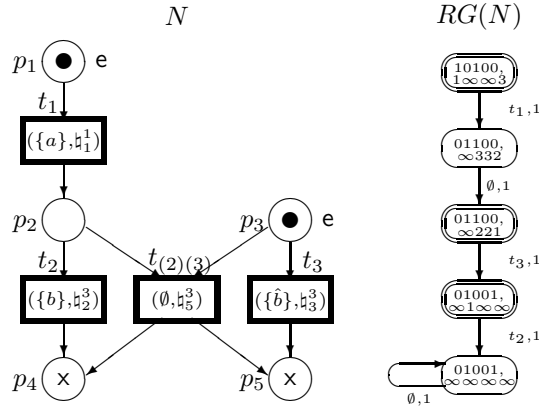 N
p₁ e
t₁
({a},♮¹₁)
p₂ p₃ e
t₂ t₍₂₎₍₃₎ t₃
({b},♮³₂) (∅,♮³₅) ({b̂},♮³₃)
p₄ x p₅ x
RG(N)
10100,
1∞∞3
t₁,1
01100,
∞332
∅,1
01100,
∞221
t₃,1
01001,
∞1∞∞
t₂,1
01001,
∞∞∞∞
∅,1